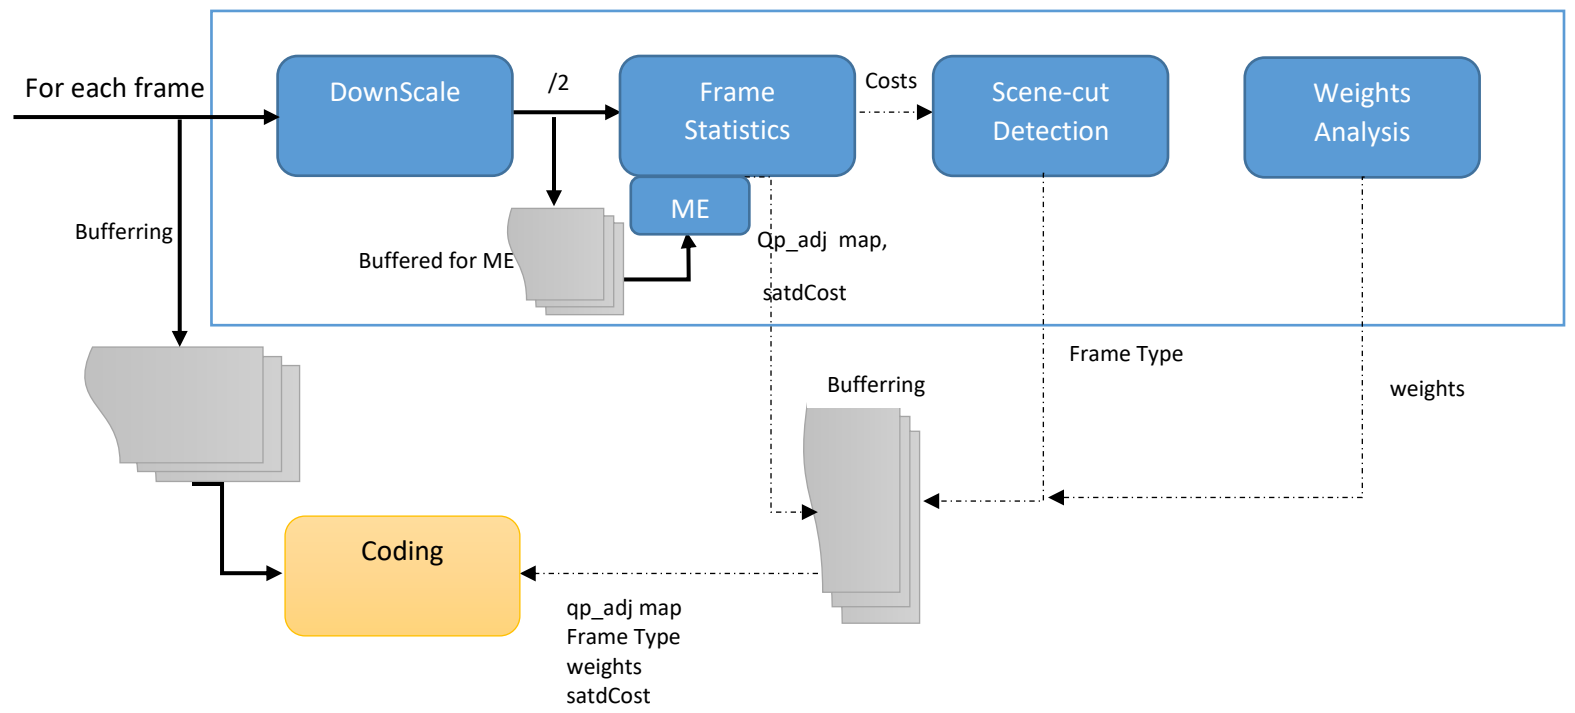 For each frame
DownScale
/2
Frame
Statistics
Costs
Scene-cut
Detection
Weights
Analysis
ME
Bufferring
Buffered for ME
Qp_adj  map,
satdCost
Frame Type
Bufferring
weights
Coding
qp_adj map
Frame Type
weights
satdCost